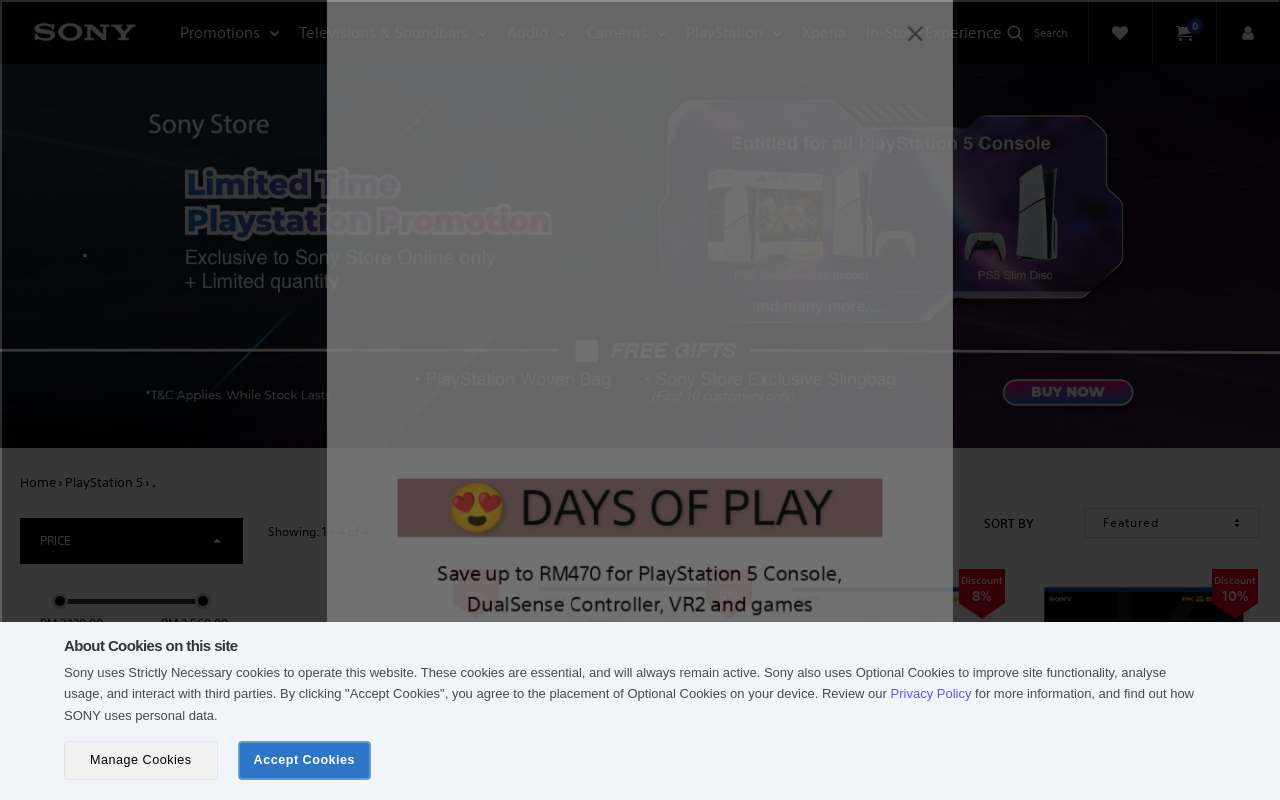 SONY
Promotions
Televisions & Soundbars
Audio
Cameras
PlayStation
Xperia
In-Store Experience
Search
0
Sony Store
Limited Time
Playstation Promotion
Exclusive to Sony Store Online only
+ Limited quantity
*T&C Applies. While Stock Lasts
Entitled for all PlayStation 5 Console
PS5 Slim Disc
and many more.....
FREE GIFTS
• PlayStation Woven Bag
• Sony Store Exclusive Slingbag
(First 10 customers only)
BUY NOW
Home › PlayStation 5 › .
PRICE
Showing: 1 - 4 of 4
SORT BY
Featured
😍 DAYS OF PLAY
Save up to RM470 for PlayStation 5 Console,
DualSense Controller, VR2 and games
Discount
8%
Discount
10%
SONY
About Cookies on this site
Sony uses Strictly Necessary cookies to operate this website. These cookies are essential, and will always remain active. Sony also uses Optional Cookies to improve site functionality, analyse
usage, and interact with third parties. By clicking "Accept Cookies", you agree to the placement of Optional Cookies on your device. Review our Privacy Policy for more information, and find out how
SONY uses personal data.
Manage Cookies
Accept Cookies